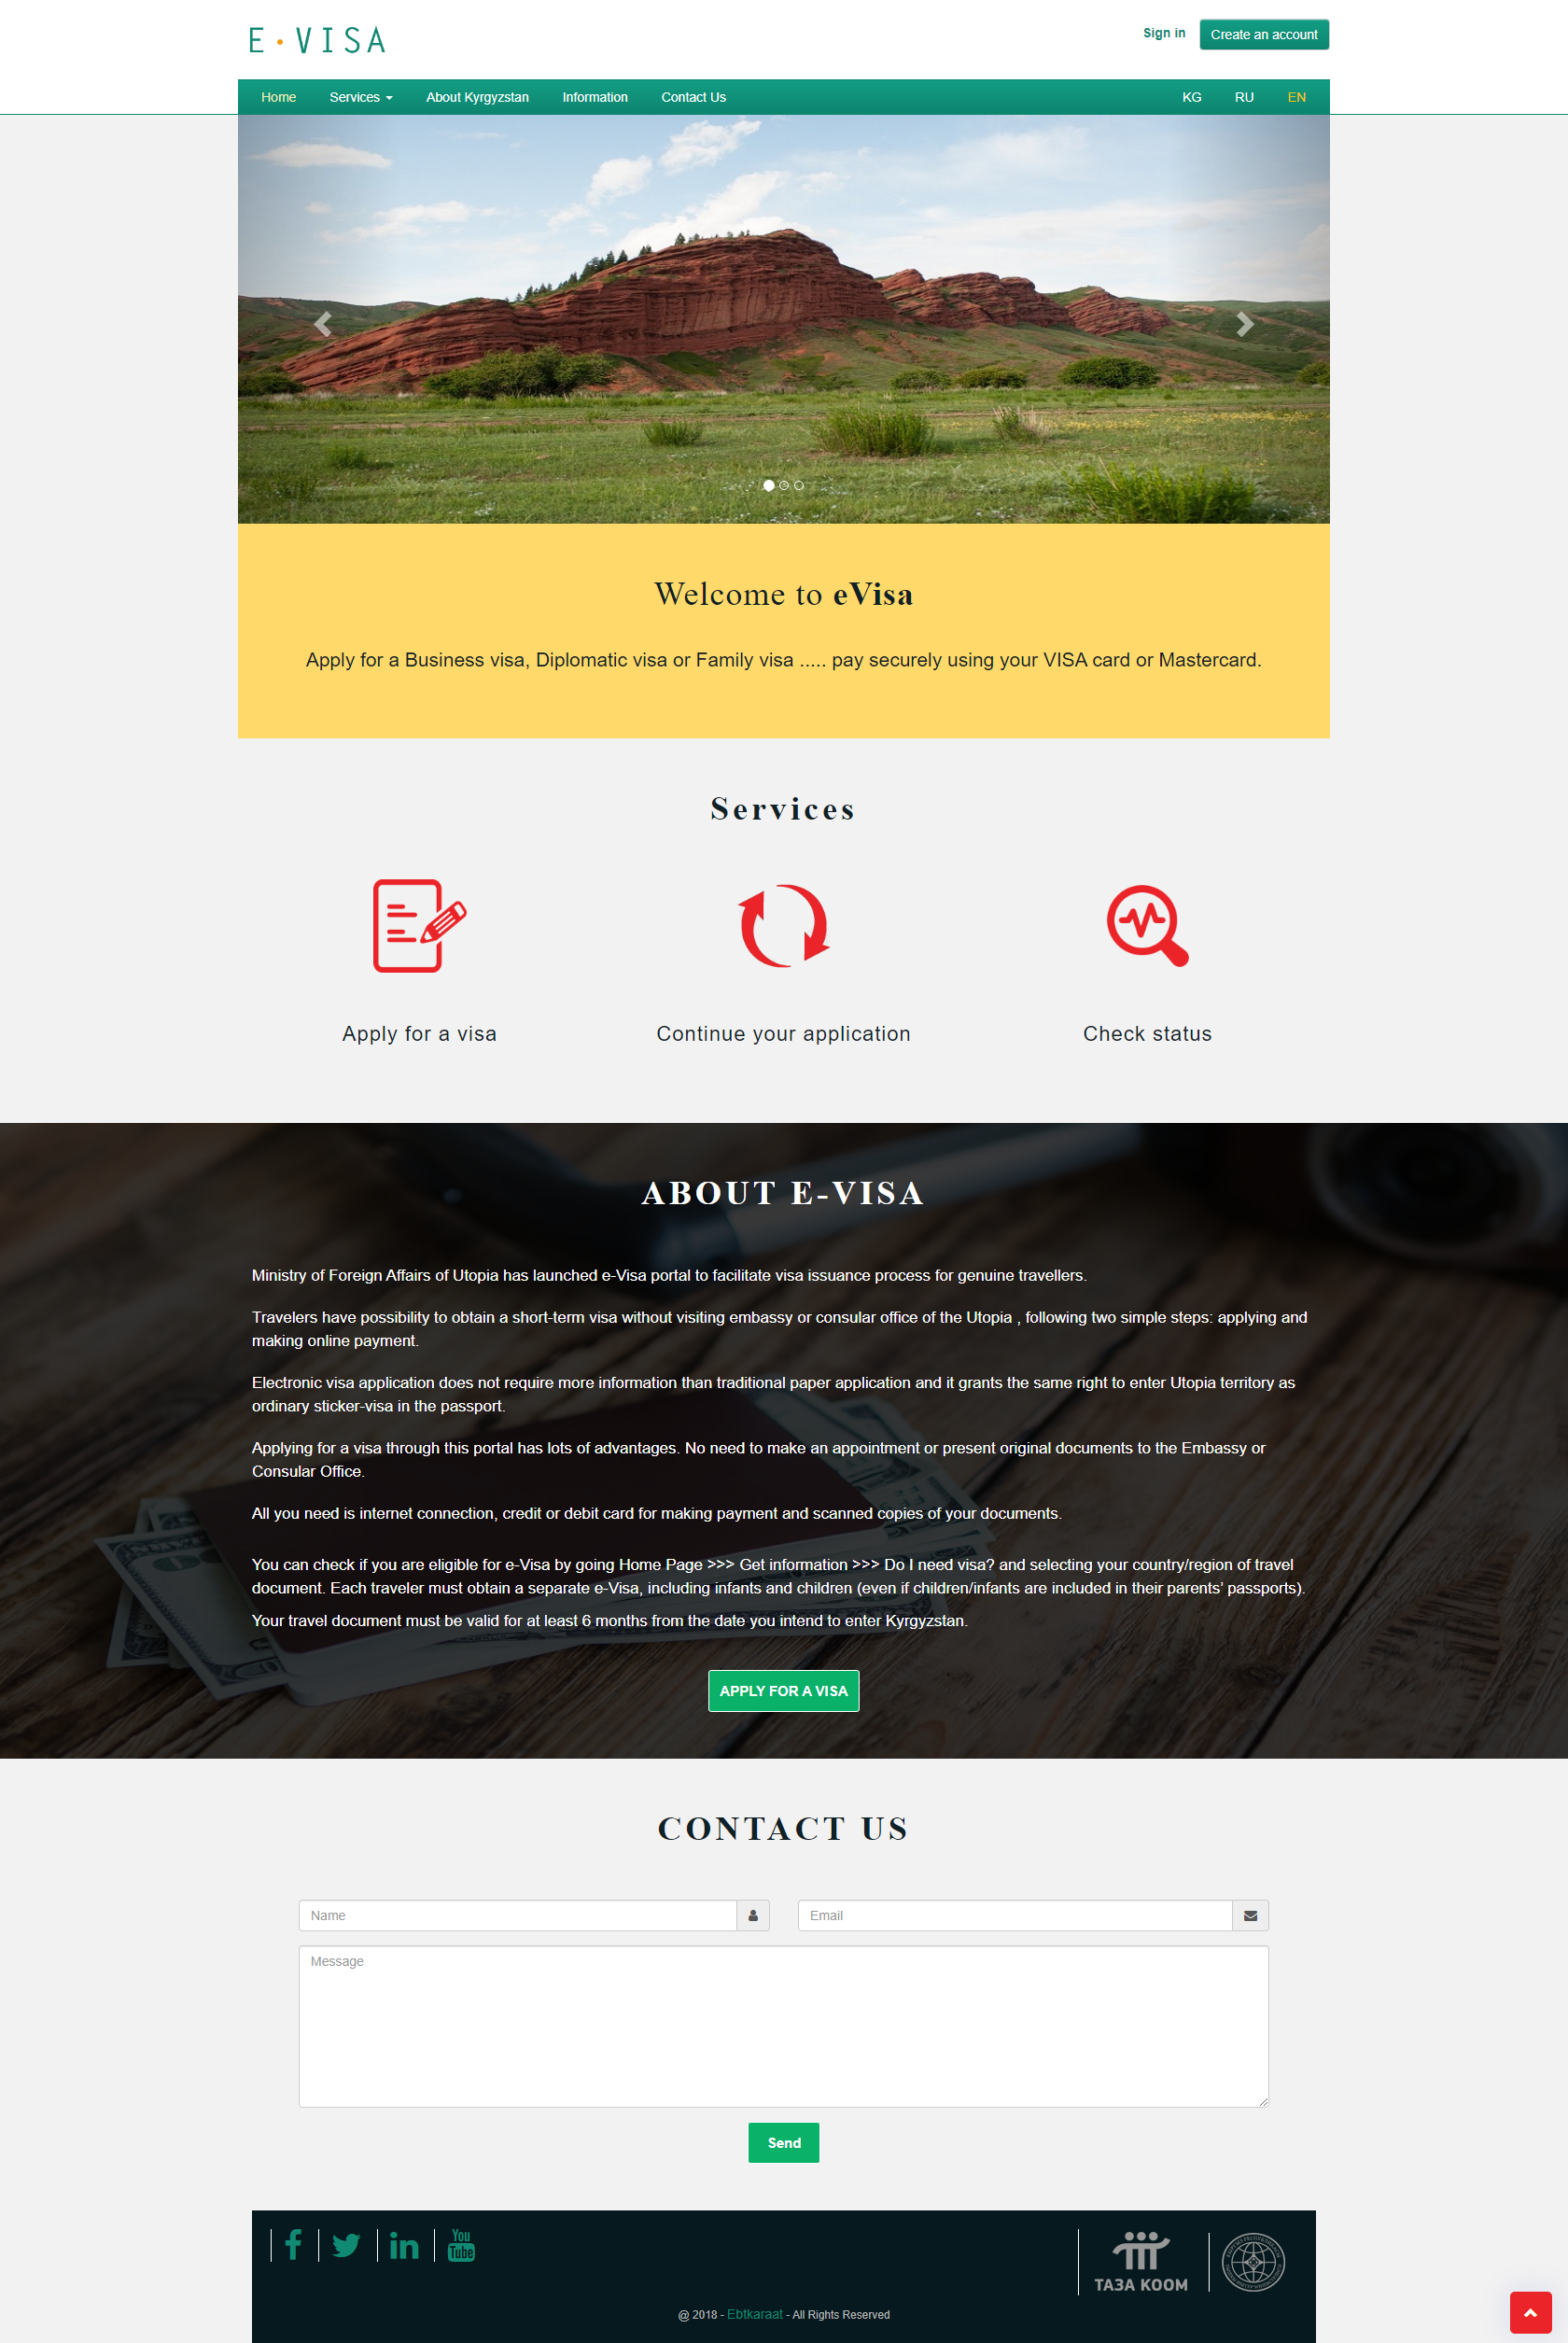 E · VISA
Sign in
Create an account
Home
Services
About Kyrgyzstan
Information
Contact Us
KG
RU
EN
Welcome to eVisa
Apply for a Business visa, Diplomatic visa or Family visa ..... pay securely using your VISA card or Mastercard.
Services
Apply for a visa
Continue your application
Check status
ABOUT E-VISA
Ministry of Foreign Affairs of Utopia has launched e-Visa portal to facilitate visa issuance process for genuine travellers.
Travelers have possibility to obtain a short-term visa without visiting embassy or consular office of the Utopia , following two simple steps: applying and
making online payment.
Electronic visa application does not require more information than traditional paper application and it grants the same right to enter Utopia territory as
ordinary sticker-visa in the passport.
Applying for a visa through this portal has lots of advantages. No need to make an appointment or present original documents to the Embassy or
Consular Office.
All you need is internet connection, credit or debit card for making payment and scanned copies of your documents.
You can check if you are eligible for e-Visa by going Home Page >>> Get information >>> Do I need visa? and selecting your country/region of travel
document. Each traveler must obtain a separate e-Visa, including infants and children (even if children/infants are included in their parents’ passports).
Your travel document must be valid for at least 6 months from the date you intend to enter Kyrgyzstan.
APPLY FOR A VISA
CONTACT US
Name
Email
Message
Send
You
Tube
ТАЗА КООМ
@ 2018 - Ebtkaraat - All Rights Reserved